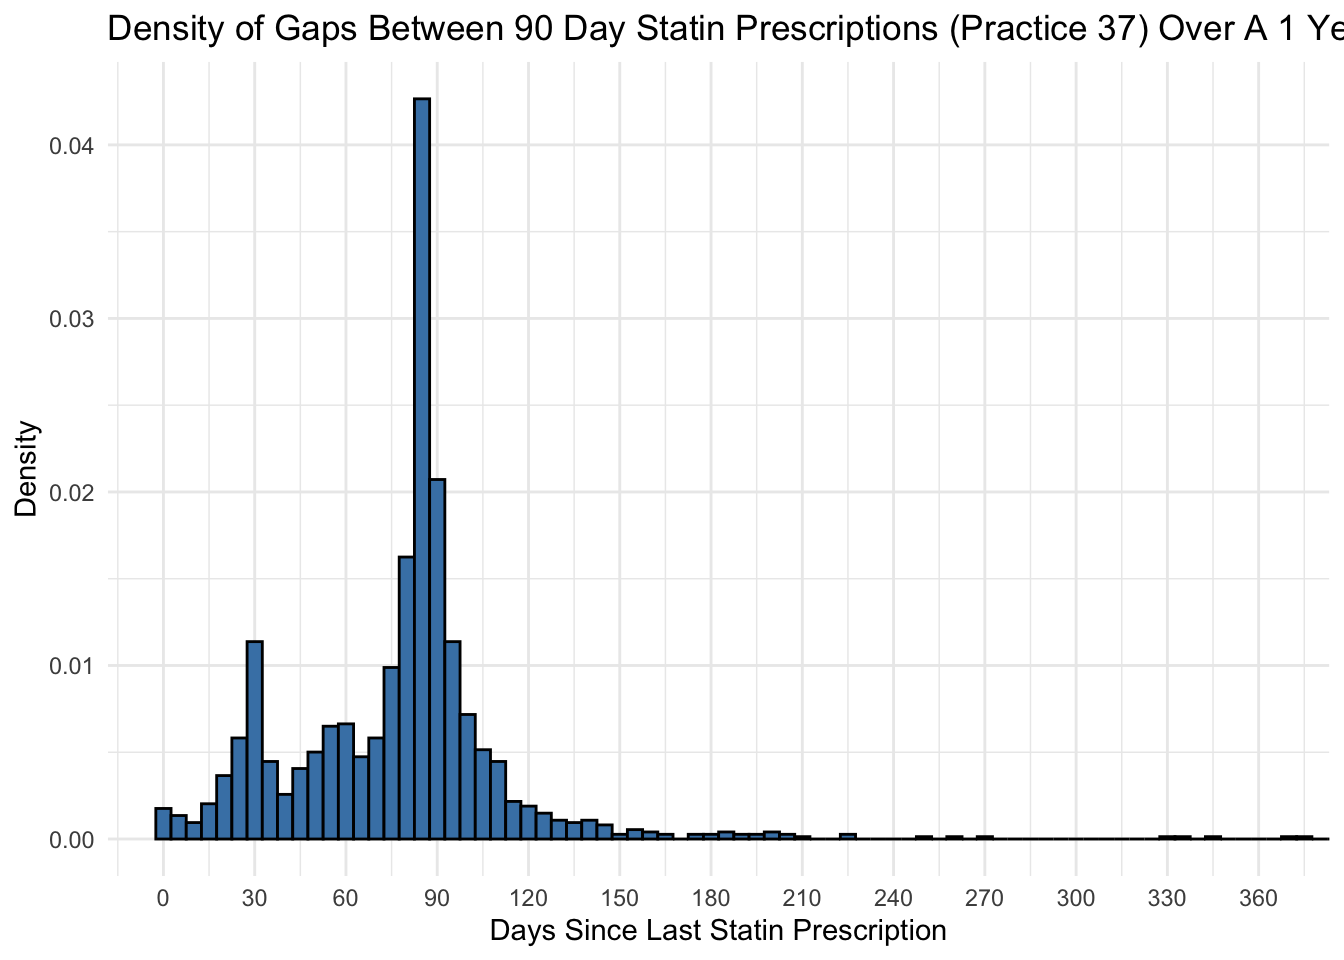 Density of Gaps Between 90 Day Statin Prescriptions (Practice 37) Over A 1 Ye
0.04
0.03
0.02
0.01
0.00
Density
0 30 60 90 120 150 180 210 240 270 300 330 360
Days Since Last Statin Prescription